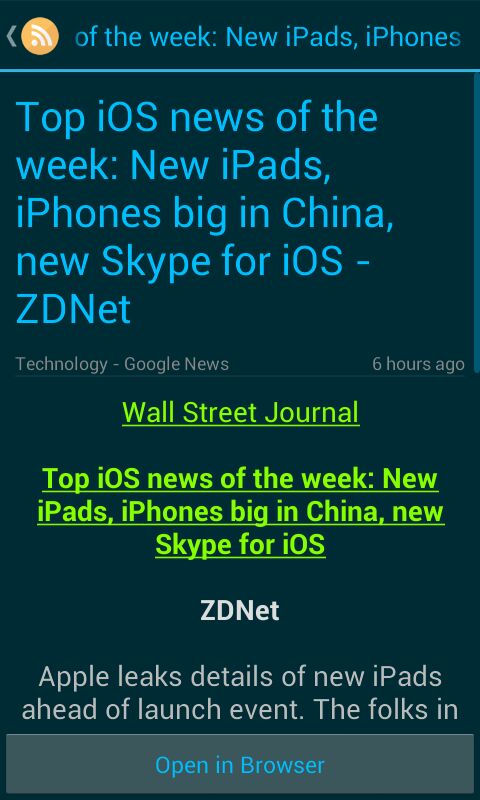 of the week: New iPads, iPhones
Top iOS news of the
week: New iPads,
iPhones big in China,
new Skype for iOS -
ZDNet
Technology - Google News 6 hours ago
Wall Street Journal
Top iOS news of the week: New
iPads, iPhones big in China, new
Skype for iOS
ZDNet
Apple leaks details of new iPads
ahead of launch event. The folks in
Open in Browser